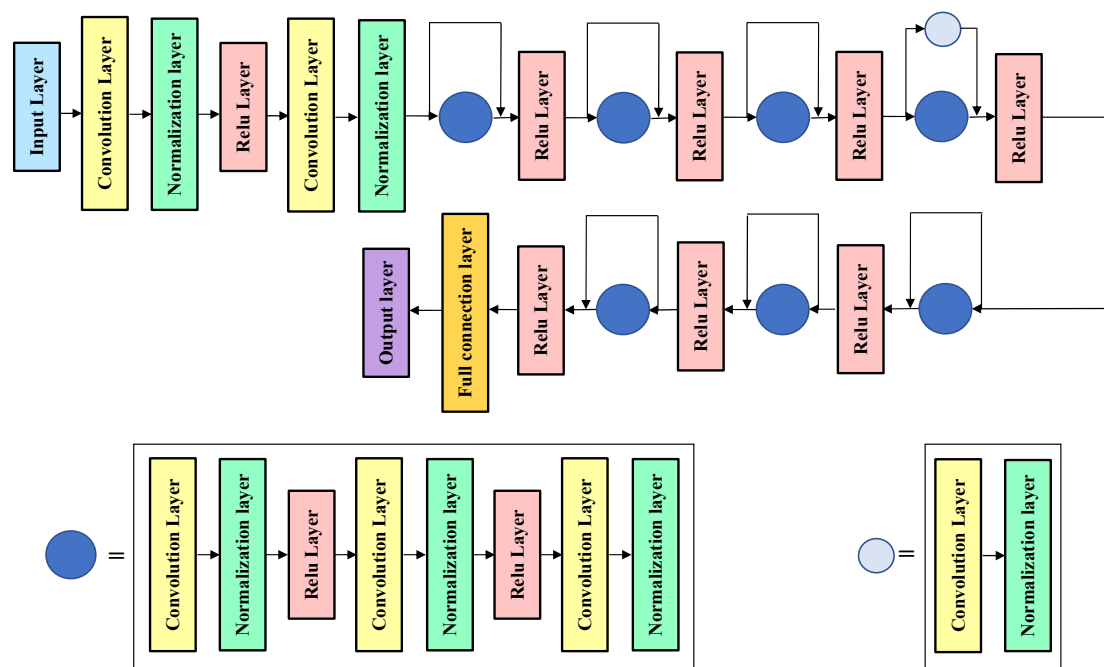 Input Layer
Convolution Layer
Normalization layer
Relu Layer
Convolution Layer
Normalization layer
Relu Layer
Relu Layer
Relu Layer
Relu Layer
Relu Layer
Relu Layer
Relu Layer
Full connection layer
Output layer
=
Convolution Layer
Normalization layer
Relu Layer
Convolution Layer
Normalization layer
Relu Layer
Convolution Layer
Normalization layer
=
Convolution Layer
Normalization layer